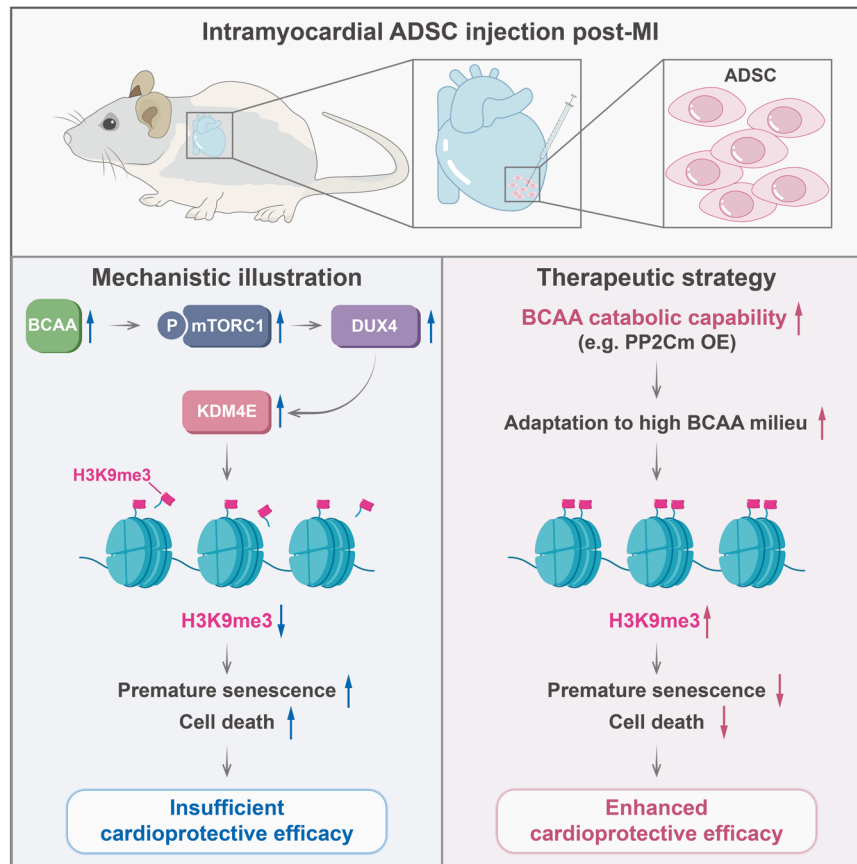 Intramyocardial ADSC injection post-MI
ADSC
Mechanistic illustration
BCAA
P
mTORC1
DUX4
KDM4E
H3K9me3
H3K9me3
Premature senescence
Cell death
Insufficient
cardioprotective efficacy
Therapeutic strategy
BCAA catabolic capability
(e.g. PP2Cm OE)
Adaptation to high BCAA milieu
H3K9me3
Premature senescence
Cell death
Enhanced
cardioprotective efficacy